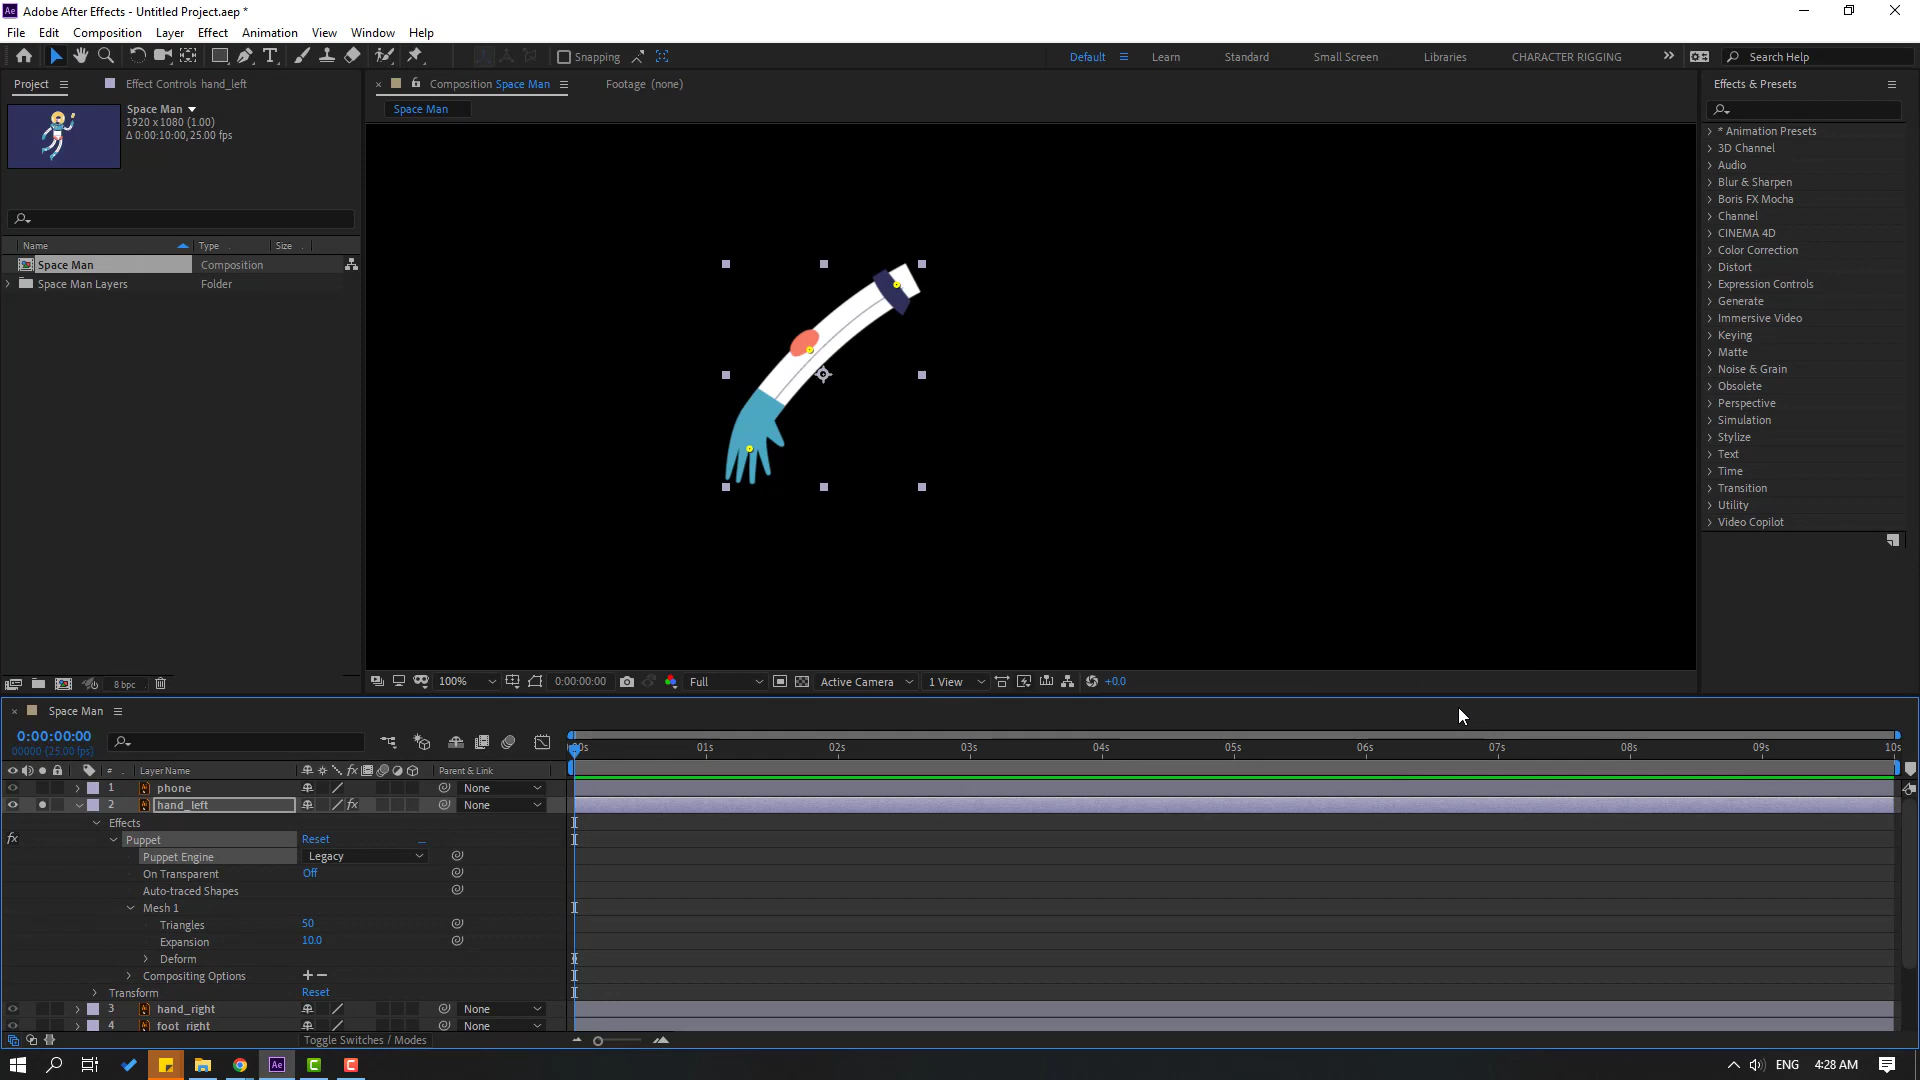 Ae Adobe After Effects - Untitled Project.aep *
File Edit Composition Layer Effect Animation View Window Help
Snapping
Default Learn Standard Small Screen Libraries CHARACTER RIGGING Search Help
Project Effect Controls hand_left
Composition Space Man Footage (none)
Effects & Presets
Space Man
1920 x 1080 (1.00)
Δ 0:00:10:00, 25.00 fps
Space Man
Name Type Size
Space Man Composition
Space Man Layers Folder
* Animation Presets
3D Channel
Audio
Blur & Sharpen
Boris FX Mocha
Channel
CINEMA 4D
Color Correction
Distort
Expression Controls
Generate
Immersive Video
Keying
Matte
Noise & Grain
Obsolete
Perspective
Simulation
Stylize
Text
Time
Transition
Utility
Video Copilot
8 bpc
100% 0:00:00:00 Full Active Camera 1 View +0.0
Space Man
0:00:00:00
00000 (25.00 fps)
:00s 01s 02s 03s 04s 05s 06s 07s 08s 09s 10s
# Layer Name fx Parent & Link
1 phone None
2 hand_left fx None
Effects
fx Puppet Reset
Puppet Engine Legacy
On Transparent Off
Auto-traced Shapes
Mesh 1
Triangles 50
Expansion 10.0
Deform
Compositing Options
Transform Reset
3 hand_right None
4 foot_right None
Toggle Switches / Modes
Ae ENG 4:28 AM